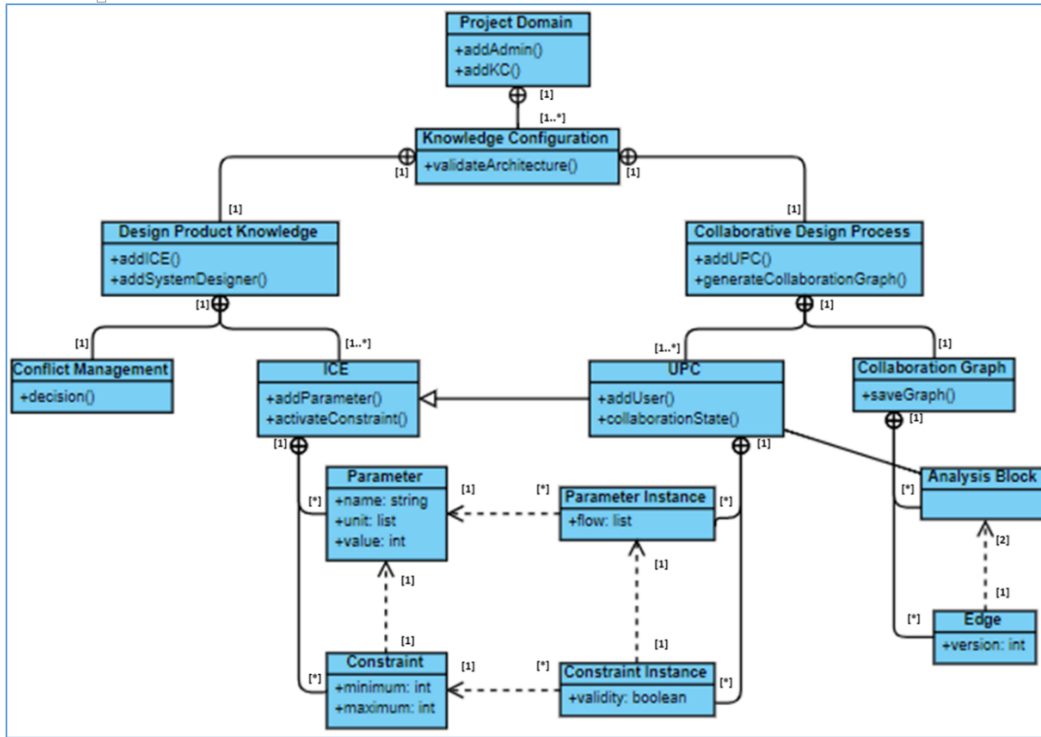 Project Domain
+addAdmin()
+addKC()
[1]
[1..*]
Knowledge Configuration
+validateArchitecture()
[1]
[1]
[1]
[1]
Design Product Knowledge
+addICE()
+addSystemDesigner()
Collaborative Design Process
+addUPC()
+generateCollaborationGraph()
[1]
[1]
[1]
[1..*]
[1..*]
[1]
Conflict Management
+decision()
ICE
+addParameter()
+activateConstraint()
UPC
+addUser()
+collaborationState()
Collaboration Graph
+saveGraph()
[1]
[1]
[1]
Parameter
+name: string
+unit: list
+value: int
[*]
[1]
[*]
Parameter Instance
+flow: list
[*]
Analysis Block
[*]
[2]
[1]
[1]
[1]
[1]
[1]
[*]
Edge
+version: int
Constraint
+minimum: int
+maximum: int
[*]
[1]
[*]
Constraint Instance
+validity: boolean
[*]